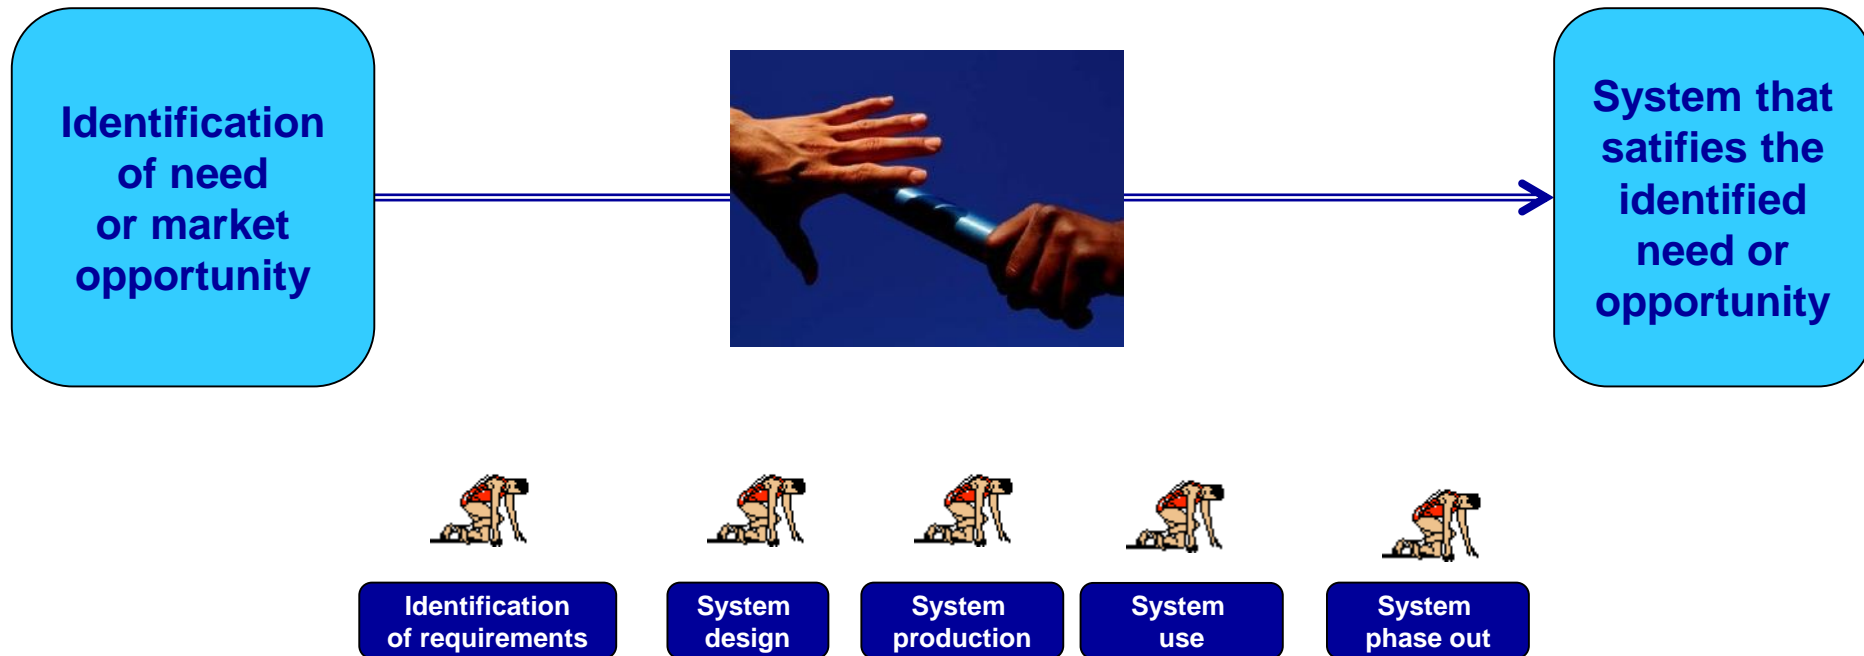 Identification
of need
or market
opportunity
System that
satifies the
identified
need or
opportunity
Identification
of requirements
System
design
System
production
System
use
System
phase out